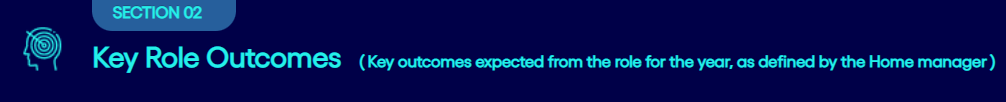 SECTION 02
Key Role Outcomes ( Key outcomes expected from the role for the year, as defined by the Home manager )